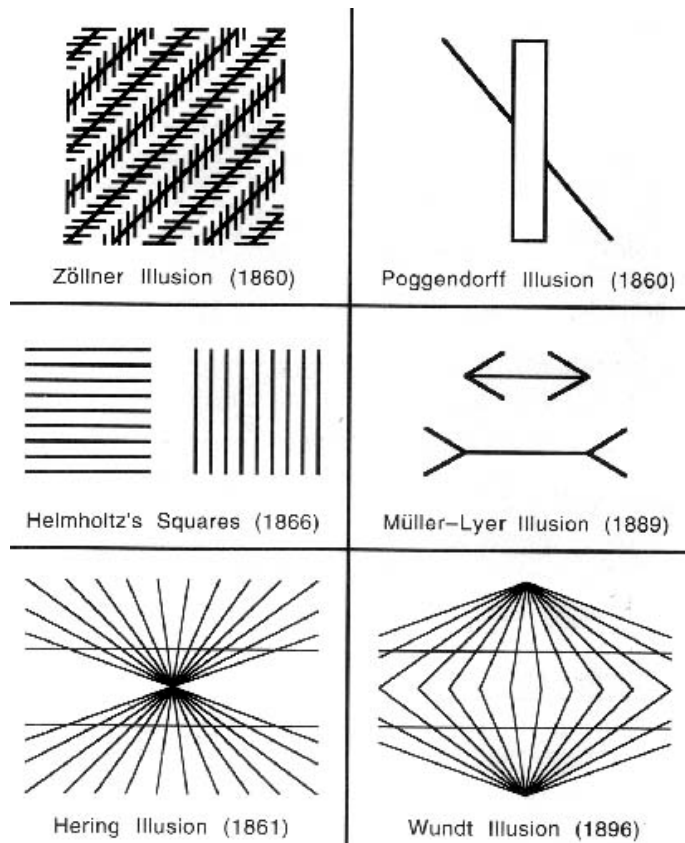 Zöllner Illusion (1860)
Poggendorff Illusion (1860)
Helmholtz's Squares (1866)
Müller-Lyer Illusion (1889)
Hering Illusion (1861)
Wundt Illusion (1896)